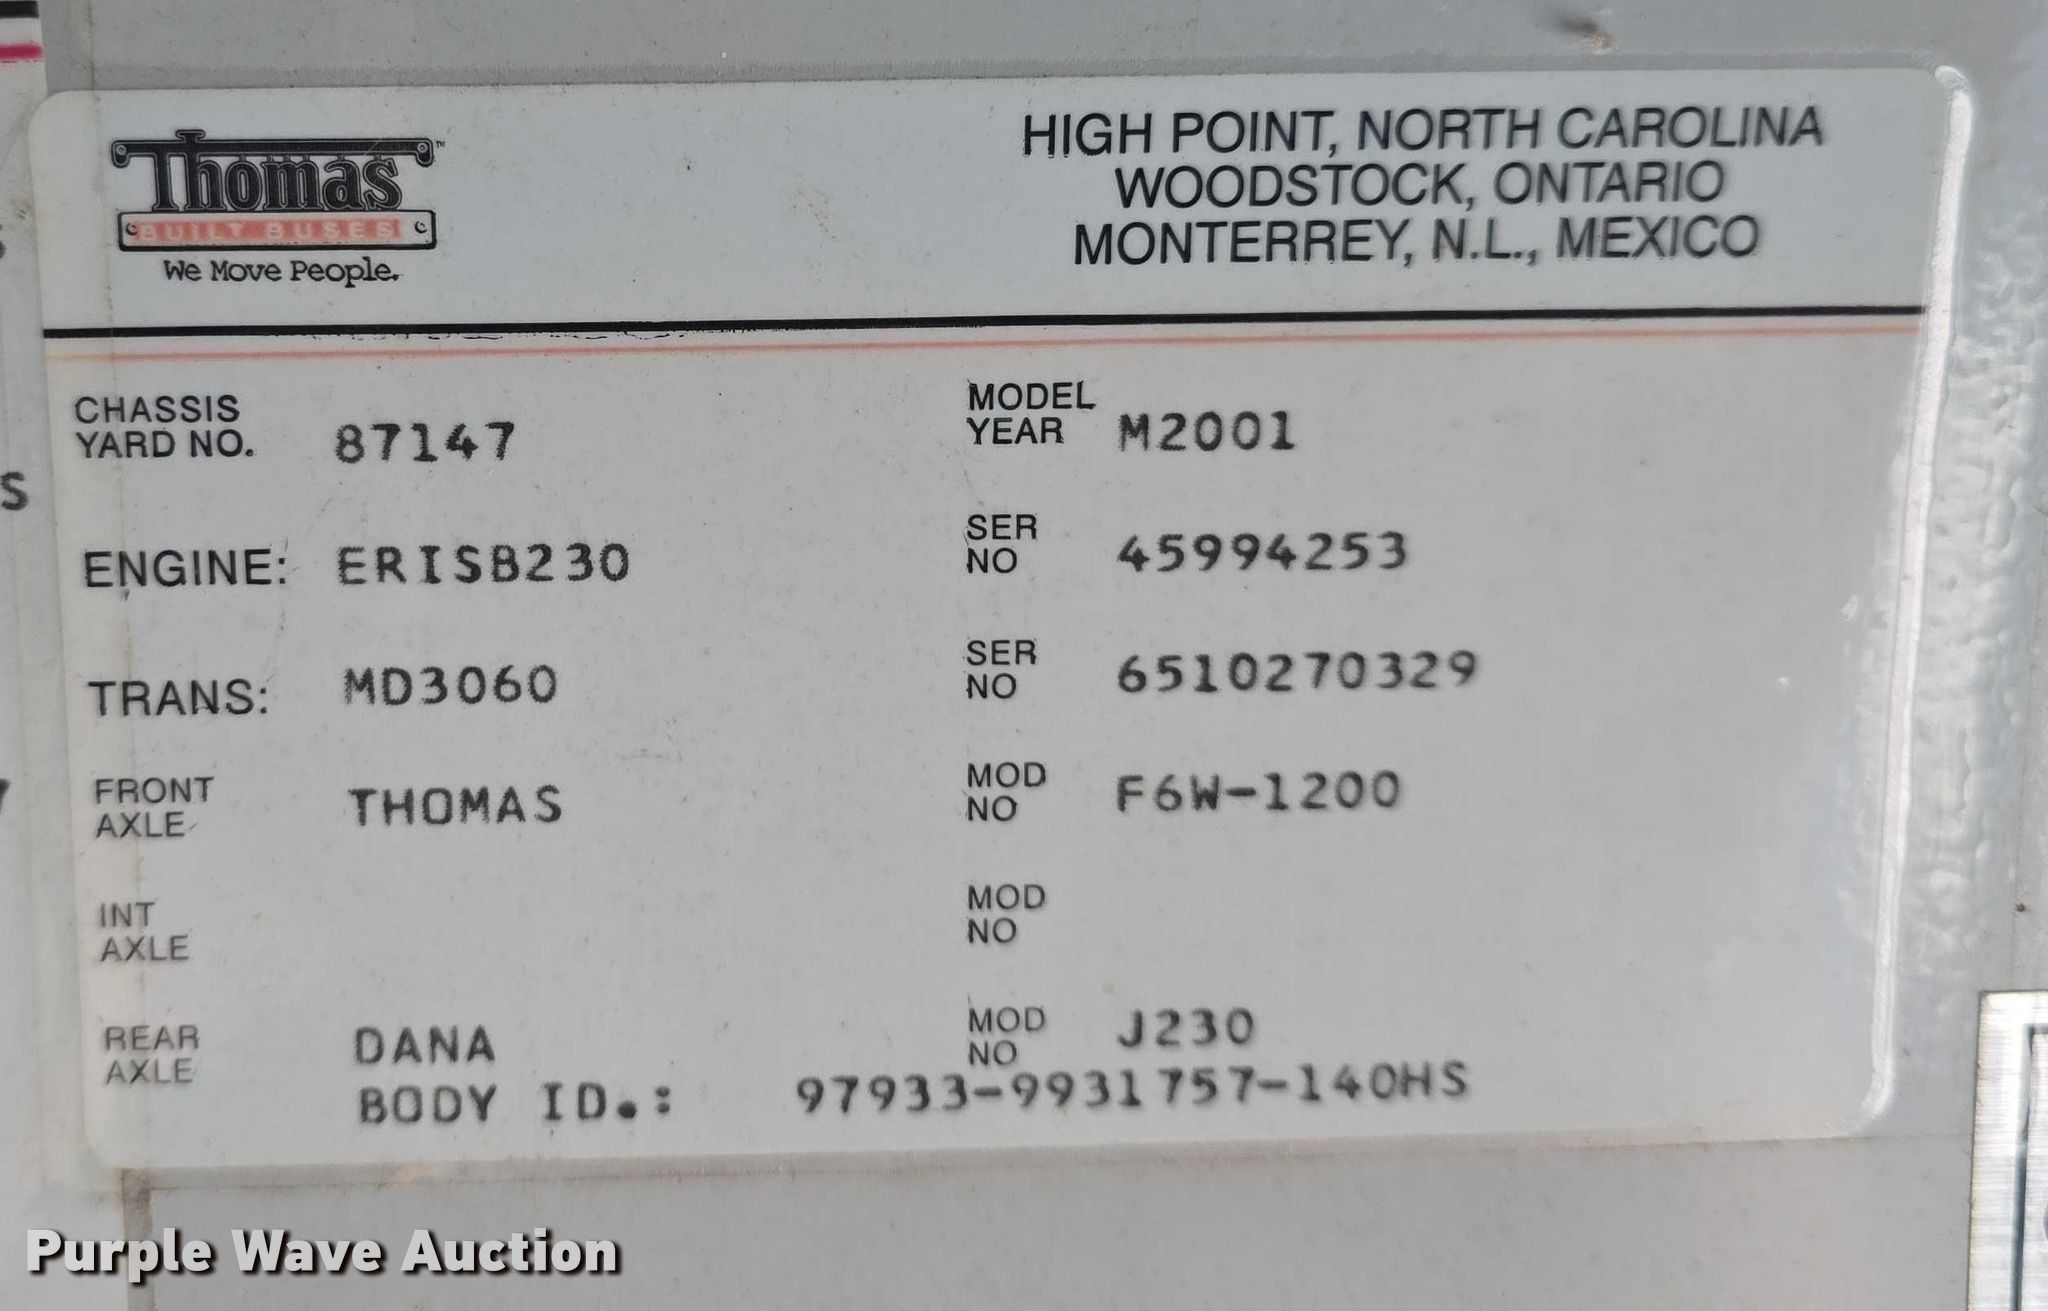 Thomas
BUILT BUSES
We Move People.
HIGH POINT, NORTH CAROLINA
WOODSTOCK, ONTARIO
MONTERREY, N.L., MEXICO
CHASSIS
YARD NO. 87147
MODEL
YEAR M2001
ENGINE: ERISB230
SER
NO 45994253
TRANS: MD3060
SER
NO 6510270329
FRONT
AXLE THOMAS
MOD
NO F6W-1200
INT
AXLE
MOD
NO
REAR
AXLE DANA
MOD
NO J230
BODY ID.: 97933-9931757-140HS
Purple Wave Auction